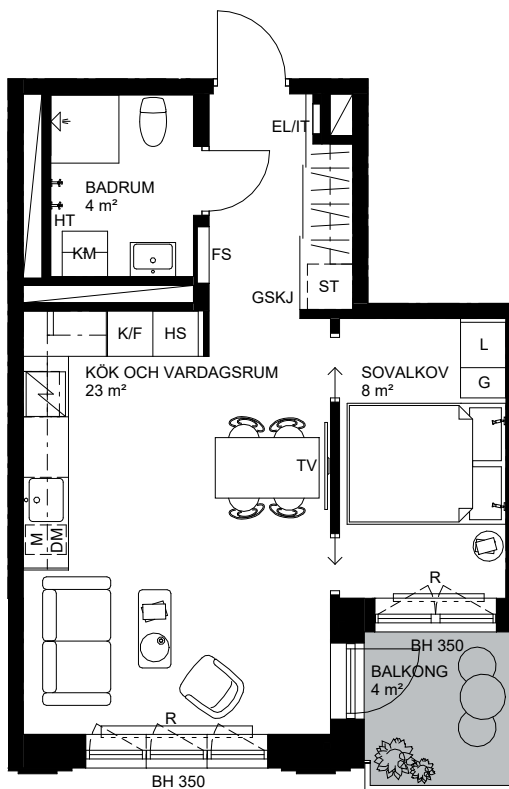 EL/IT
BADRUM
4 m²
HT
KM
FS
ST
GSKJ
K/F
HS
L
KÖK OCH VARDAGSRUM
23 m²
SOVALKOV
8 m²
G
TV
M
DM
R
BH 350
BALKONG
4 m²
R
BH 350